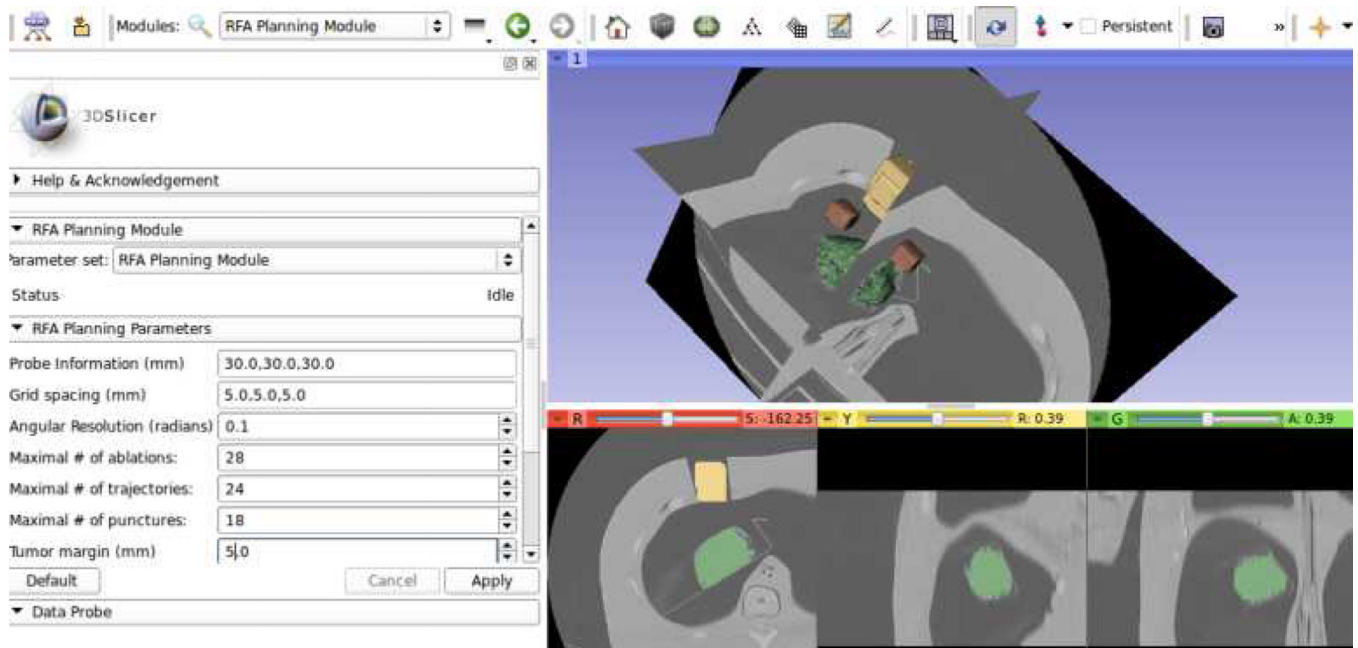 Modules: RFA Planning Module Persistent »
1
3DSlicer
Help & Acknowledgement
RFA Planning Module
Parameter set: RFA Planning Module
Status Idle
RFA Planning Parameters
Probe Information (mm) 30.0,30.0,30.0
Grid spacing (mm) 5.0,5.0,5.0
Angular Resolution (radians) 0.1
Maximal # of ablations: 28
Maximal # of trajectories: 24
Maximal # of punctures: 18
Tumor margin (mm) 5.0
Default Cancel Apply
Data Probe
R S: -162.25 Y R: 0.39 G A: 0.39